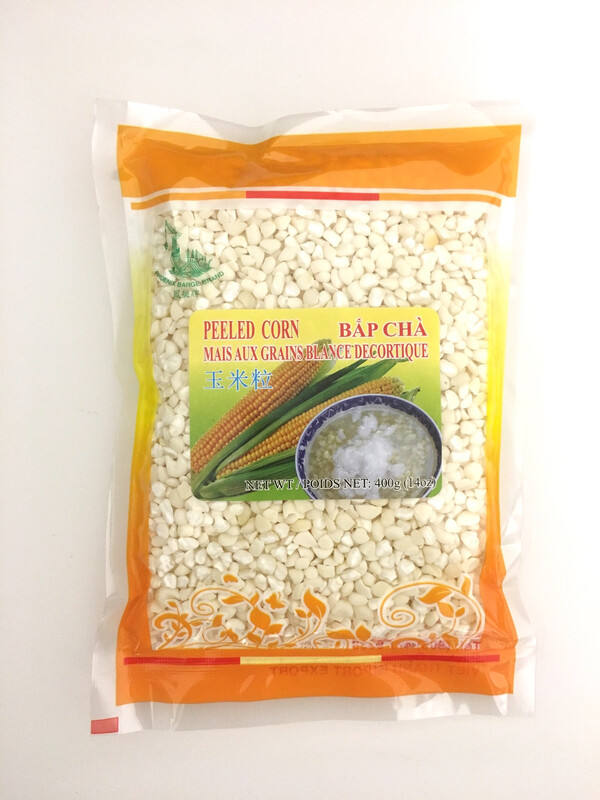 PEELED CORN BẮP CHÀ
MAIS AUX GRAINS BLANCE DECORTIQUE
玉米粒
NET WT / POIDS NET: 400g (14oz)